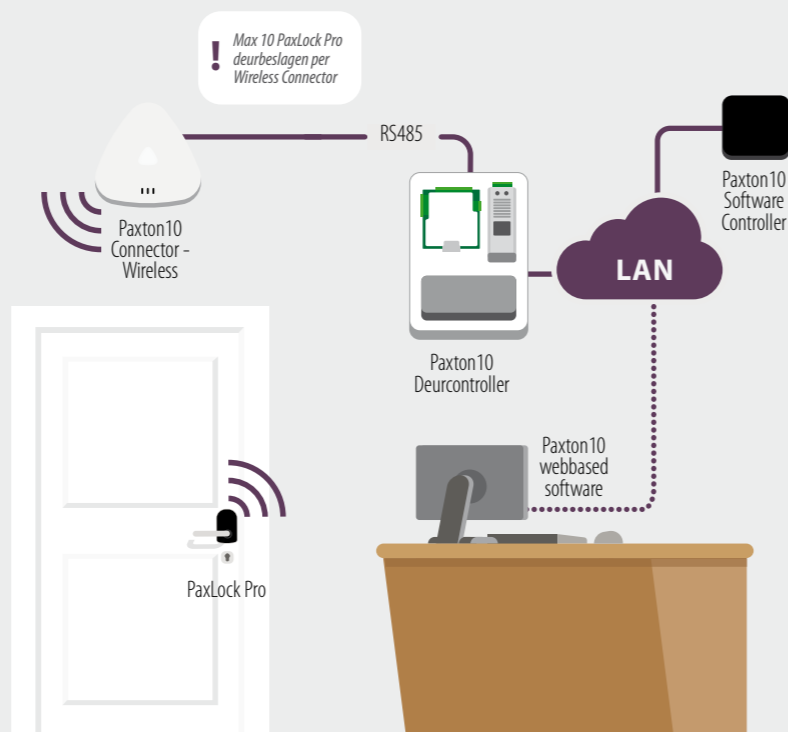 ! Max 10 PaxLock Pro
deurbeslagen per
Wireless Connector
RS485
Paxton10
Software
Controller
Paxton10
Connector -
Wireless
LAN
Paxton10
Deurcontroller
Paxton10
webbased
software
PaxLock Pro